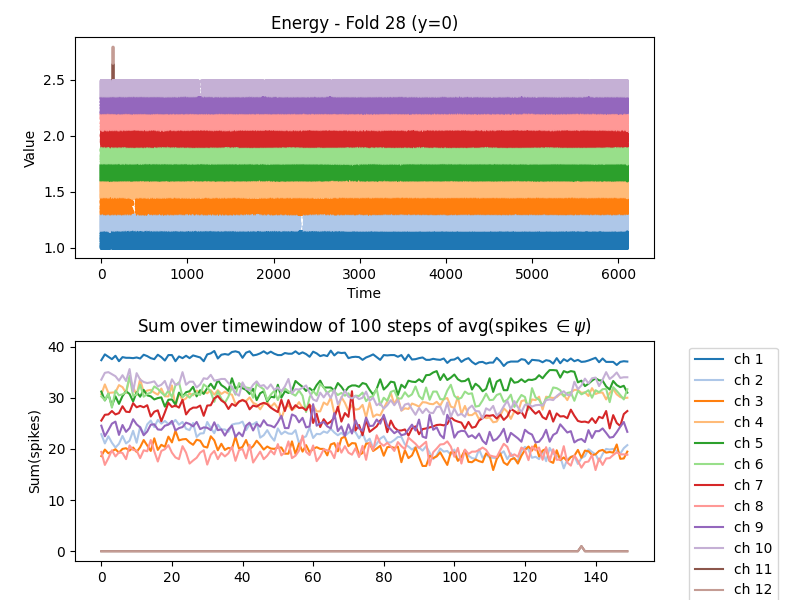 Energy - Fold 28 (y=0)
Value
2.5
2.0
1.5
1.0
0 1000 2000 3000 4000 5000 6000
Time
Sum over timewindow of 100 steps of avg(spikes ∈ ψ)
Sum(spikes)
40
30
20
10
0
0 20 40 60 80 100 120 140
ch 1
ch 2
ch 3
ch 4
ch 5
ch 6
ch 7
ch 8
ch 9
ch 10
ch 11
ch 12